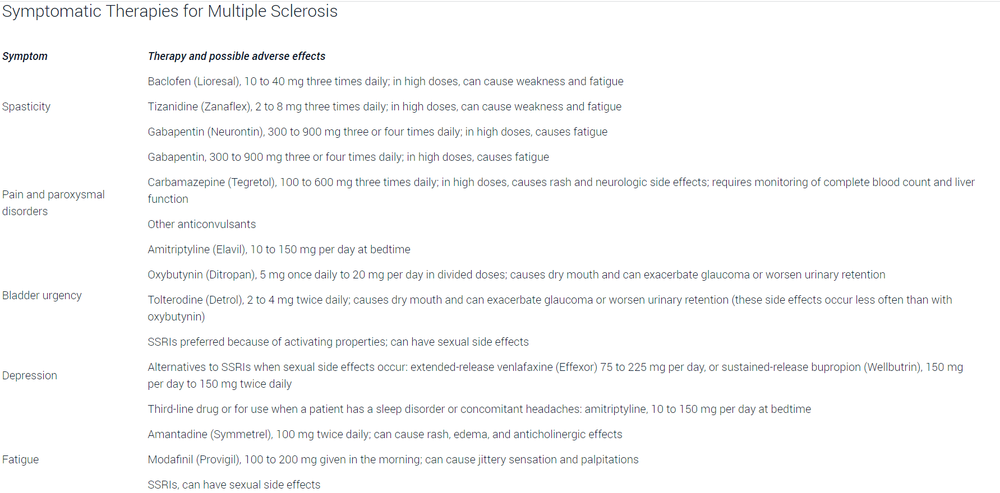 Symptomatic Therapies for Multiple Sclerosis
Symptom
Therapy and possible adverse effects
Spasticity
Baclofen (Lioresal), 10 to 40 mg three times daily; in high doses, can cause weakness and fatigue
Tizanidine (Zanaflex), 2 to 8 mg three times daily; in high doses, can cause weakness and fatigue
Gabapentin (Neurontin), 300 to 900 mg three or four times daily; in high doses, causes fatigue
Pain and paroxysmal
disorders
Gabapentin, 300 to 900 mg three or four times daily; in high doses, causes fatigue
Carbamazepine (Tegretol), 100 to 600 mg three times daily; in high doses, causes rash and neurologic side effects; requires monitoring of complete blood count and liver
function
Other anticonvulsants
Amitriptyline (Elavil), 10 to 150 mg per day at bedtime
Bladder urgency
Oxybutynin (Ditropan), 5 mg once daily to 20 mg per day in divided doses; causes dry mouth and can exacerbate glaucoma or worsen urinary retention
Tolterodine (Detrol), 2 to 4 mg twice daily; causes dry mouth and can exacerbate glaucoma or worsen urinary retention (these side effects occur less often than with
oxybutynin)
Depression
SSRIs preferred because of activating properties; can have sexual side effects
Alternatives to SSRIs when sexual side effects occur: extended-release venlafaxine (Effexor) 75 to 225 mg per day, or sustained-release bupropion (Wellbutrin), 150 mg
per day to 150 mg twice daily
Third-line drug or for use when a patient has a sleep disorder or concomitant headaches: amitriptyline, 10 to 150 mg per day at bedtime
Fatigue
Amantadine (Symmetrel), 100 mg twice daily; can cause rash, edema, and anticholinergic effects
Modafinil (Provigil), 100 to 200 mg given in the morning; can cause jittery sensation and palpitations
SSRIs, can have sexual side effects